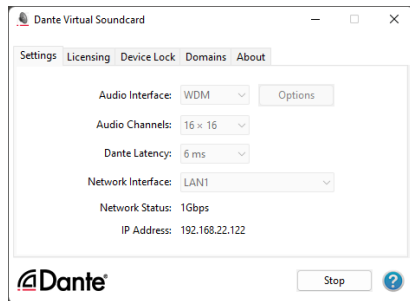 Dante Virtual Soundcard
Settings Licensing Device Lock Domains About
Audio Interface: WDM Options
Audio Channels: 16 × 16
Dante Latency: 6 ms
Network Interface: LAN1
Network Status: 1Gbps
IP Address: 192.168.22.122
Dante® Stop ?